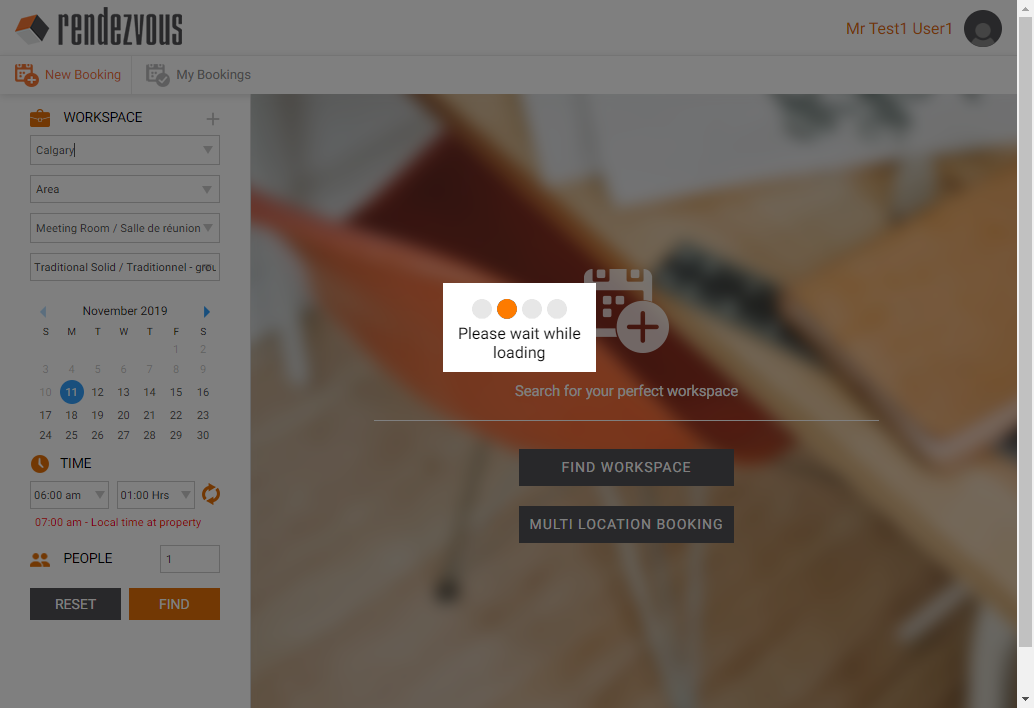 rendezvous
Mr Test1 User1
New Booking
My Bookings
WORKSPACE
Calgary
Area
Meeting Room / Salle de réunion
Traditional Solid / Traditionnel - grou
November 2019
S M T W T F S
1 2
3 4 5 6 7 8 9
10 11 12 13 14 15 16
17 18 19 20 21 22 23
24 25 26 27 28 29 30
TIME
06:00 am
01:00 Hrs
07:00 am - Local time at property
PEOPLE
1
RESET
FIND
Please wait while
loading
Search for your perfect workspace
FIND WORKSPACE
MULTI LOCATION BOOKING